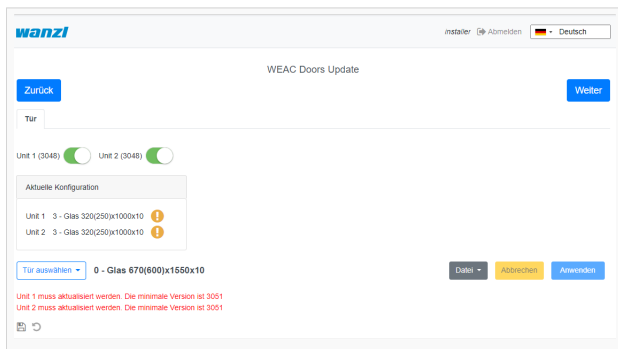 wanzl
installer Abmelden Deutsch
WEAC Doors Update
Zurück Weiter
Tür
Unit 1 (3048) Unit 2 (3048)
Aktuelle Konfiguration
Unit 1 3 - Glas 320(250)x1000x10
Unit 2 3 - Glas 320(250)x1000x10
Tür auswählen 0 - Glas 670(600)x1550x10 Datei Abbrechen Anwenden
Unit 1 muss aktualisiert werden. Die minimale Version ist 3051
Unit 2 muss aktualisiert werden. Die minimale Version ist 3051